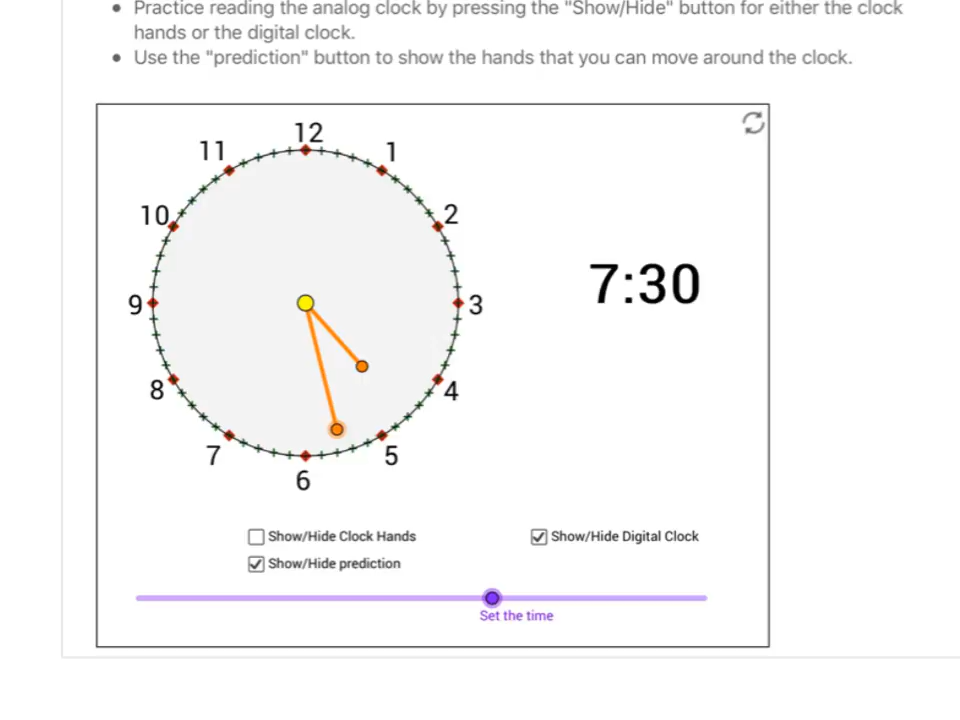 Practice reading the analog clock by pressing the "Show/Hide" button for either the clock
hands or the digital clock.
Use the "prediction" button to show the hands that you can move around the clock.
12
11
1
10
2
9
3
7:30
8
4
7
5
6
Show/Hide Clock Hands
Show/Hide Digital Clock
Show/Hide prediction
Set the time